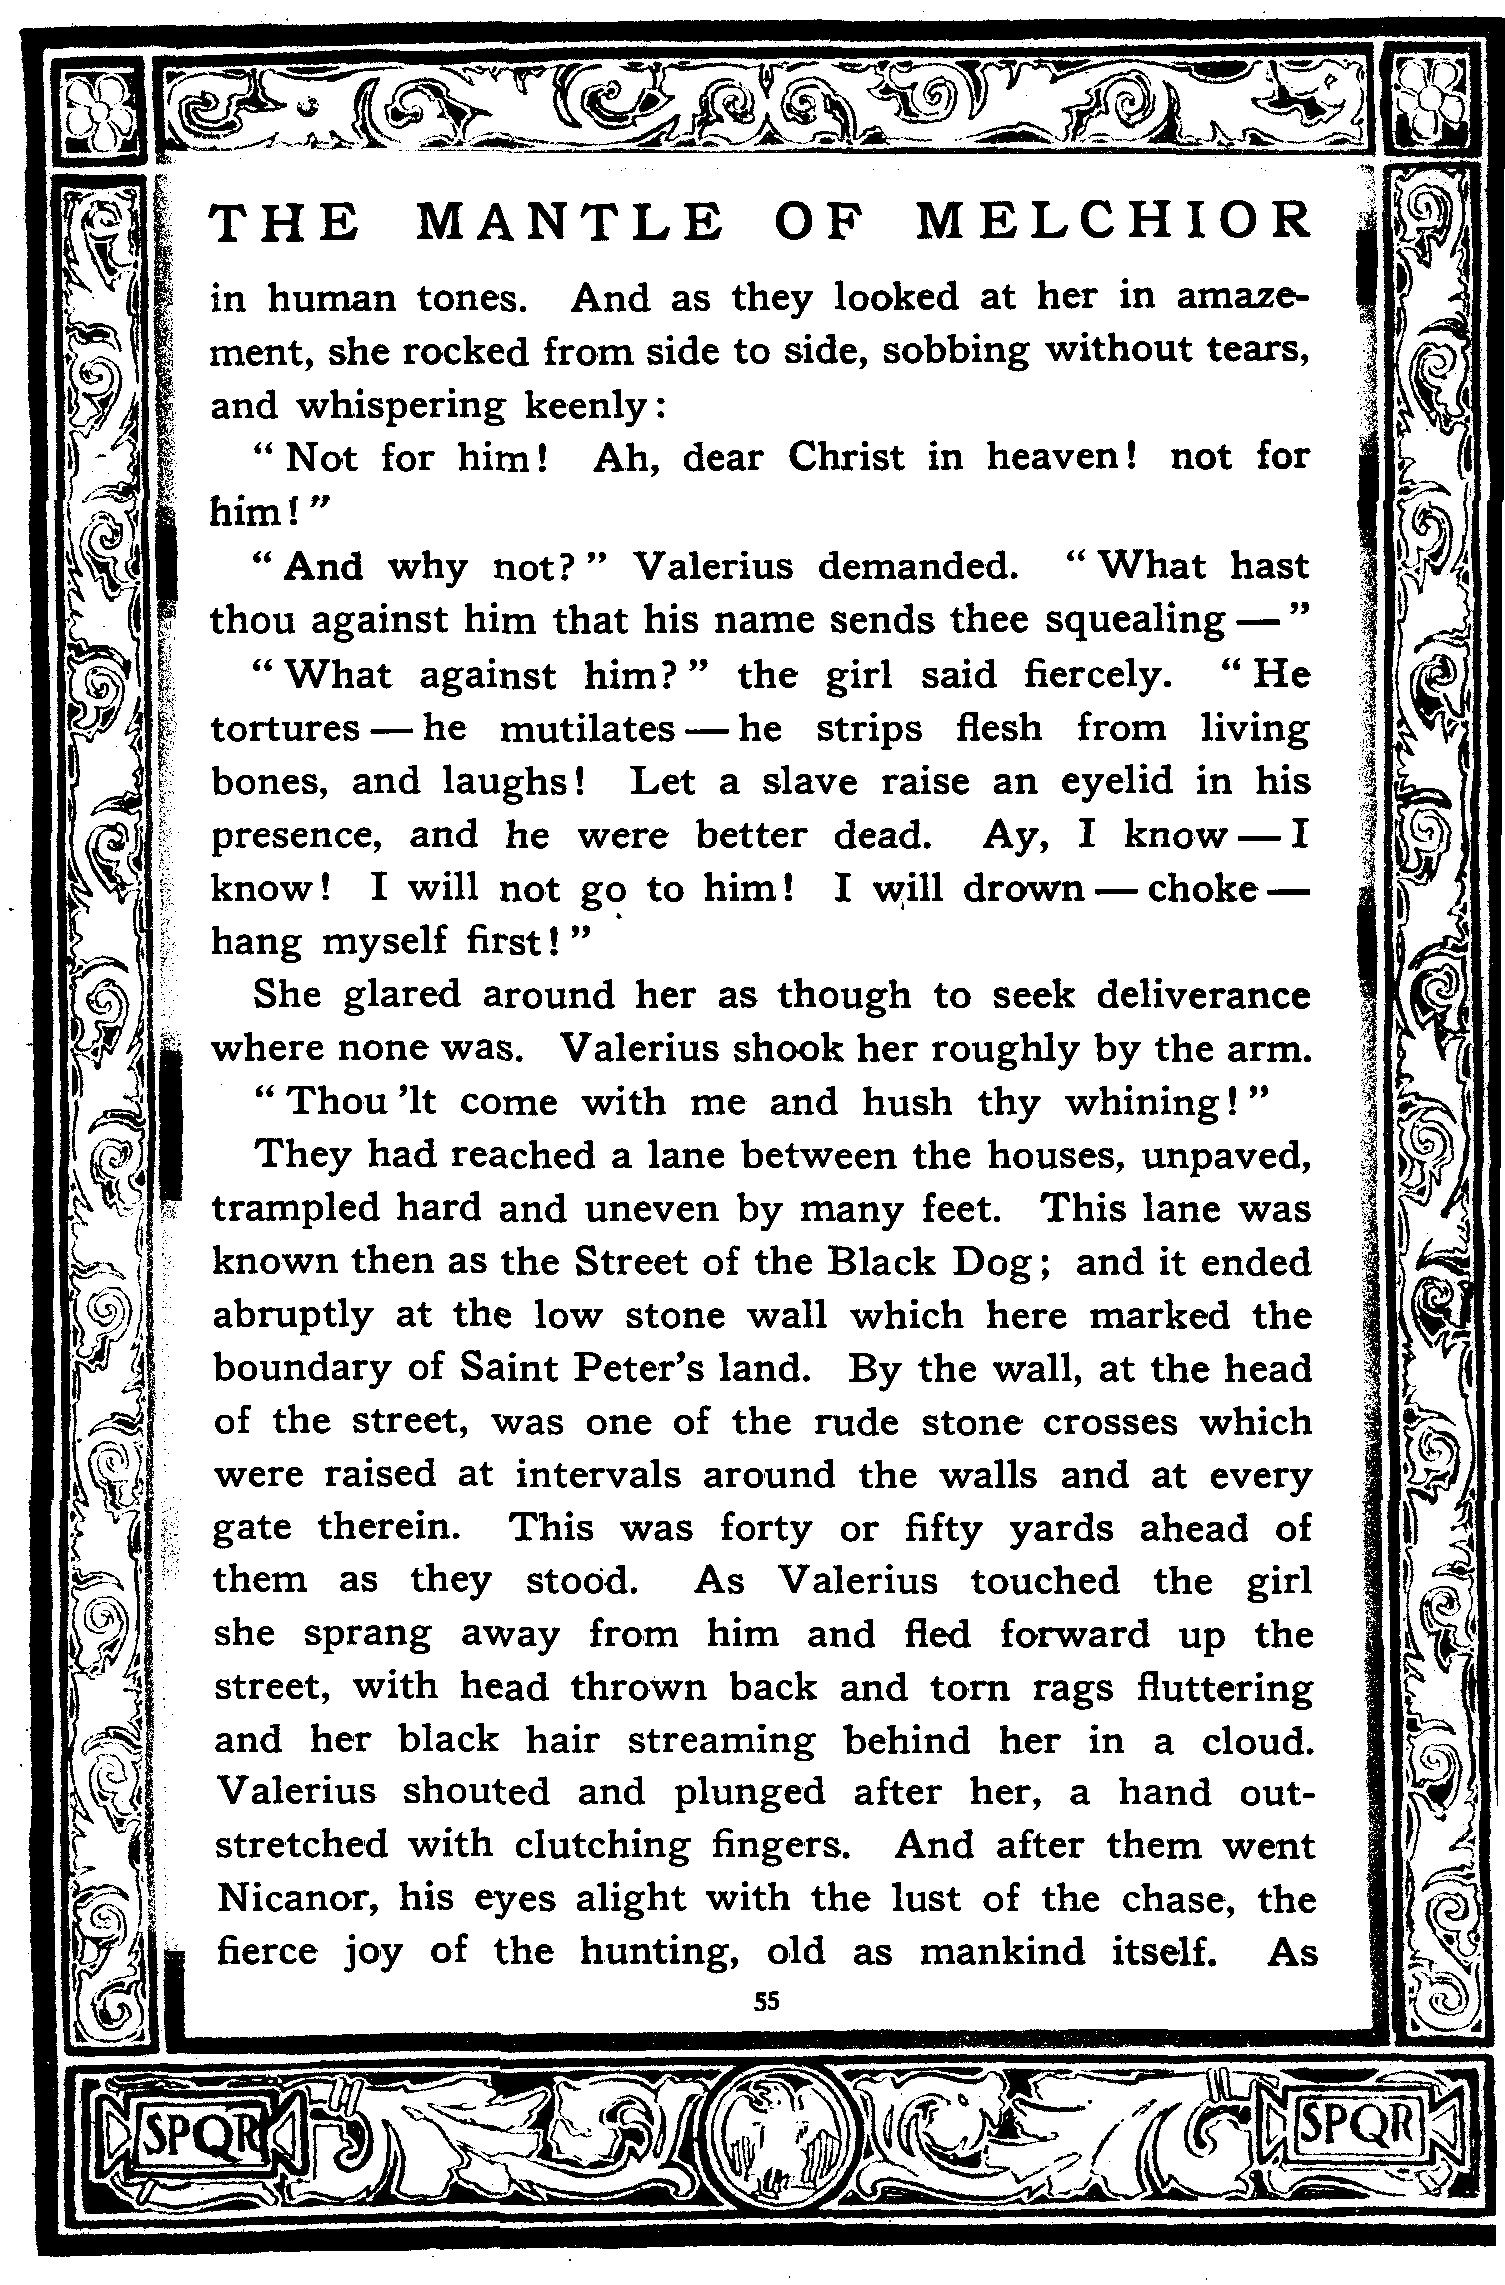 THE MANTLE OF MELCHIOR
in human tones. And as they looked at her in amaze-
ment, she rocked from side to side, sobbing without tears,
and whispering keenly:
“ Not for him! Ah, dear Christ in heaven! not for
him! ”
“ And why not? ” Valerius demanded. “ What hast
thou against him that his name sends thee squealing — ”
“ What against him? ” the girl said fiercely. “ He
tortures — he mutilates — he strips flesh from living
bones, and laughs! Let a slave raise an eyelid in his
presence, and he were better dead. Ay, I know — I
know! I will not go to him! I will drown — choke —
hang myself first! ”
She glared around her as though to seek deliverance
where none was. Valerius shook her roughly by the arm.
“ Thou ’lt come with me and hush thy whining! ”
They had reached a lane between the houses, unpaved,
trampled hard and uneven by many feet. This lane was
known then as the Street of the Black Dog; and it ended
abruptly at the low stone wall which here marked the
boundary of Saint Peter’s land. By the wall, at the head
of the street, was one of the rude stone crosses which
were raised at intervals around the walls and at every
gate therein. This was forty or fifty yards ahead of
them as they stood. As Valerius touched the girl
she sprang away from him and fled forward up the
street, with head thrown back and torn rags fluttering
and her black hair streaming behind her in a cloud.
Valerius shouted and plunged after her, a hand out-
stretched with clutching fingers. And after them went
Nicanor, his eyes alight with the lust of the chase, the
fierce joy of the hunting, old as mankind itself. As
55
SPQR SPQR